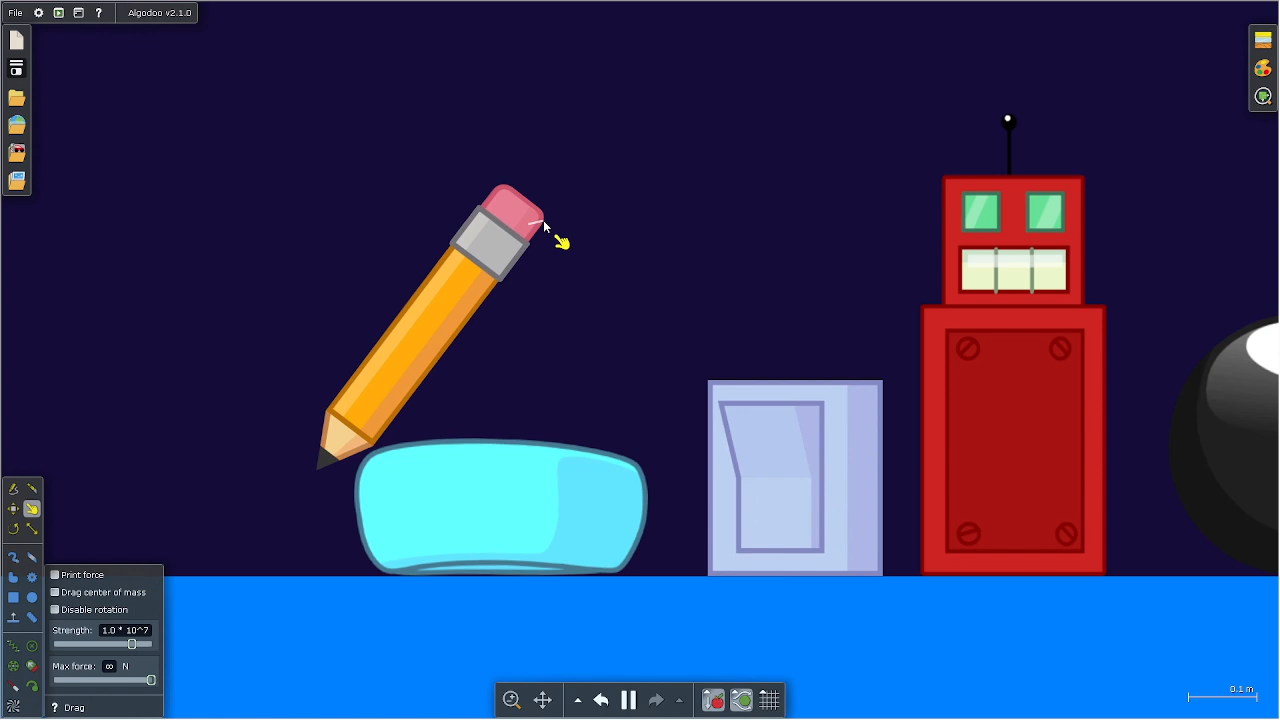 File ? Algodoo v2.1.0
Print force
Drag center of mass
Disable rotation
Strength: 1.0 * 10^7
Max force: ∞ N
? Drag
0.1 m